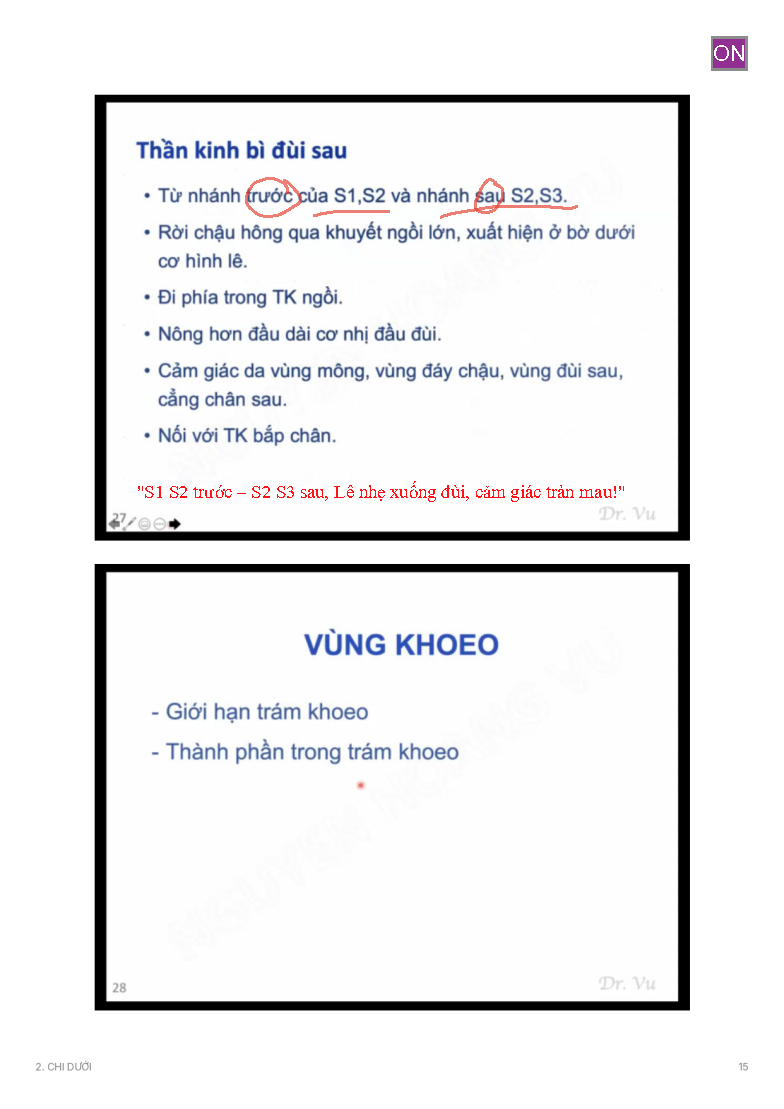 ON
Thần kinh bì đùi sau
• Từ nhánh trước của S1,S2 và nhánh sau S2,S3.
• Rời chậu hông qua khuyết ngồi lớn, xuất hiện ở bờ dưới
cơ hình lê.
• Đi phía trong TK ngồi.
• Nông hơn đầu dài cơ nhị đầu đùi.
• Cảm giác da vùng mông, vùng đáy chậu, vùng đùi sau,
cẳng chân sau.
• Nối với TK bắp chân.
"S1 S2 trước – S2 S3 sau, Lê nhẹ xuống đùi, cảm giác tràn mau!"
27
Dr. Vu
VÙNG KHOEO
- Giới hạn trám khoeo
- Thành phần trong trám khoeo
NGUYEN HOANG VU
28
Dr. Vu
2. CHI DƯỚI
15